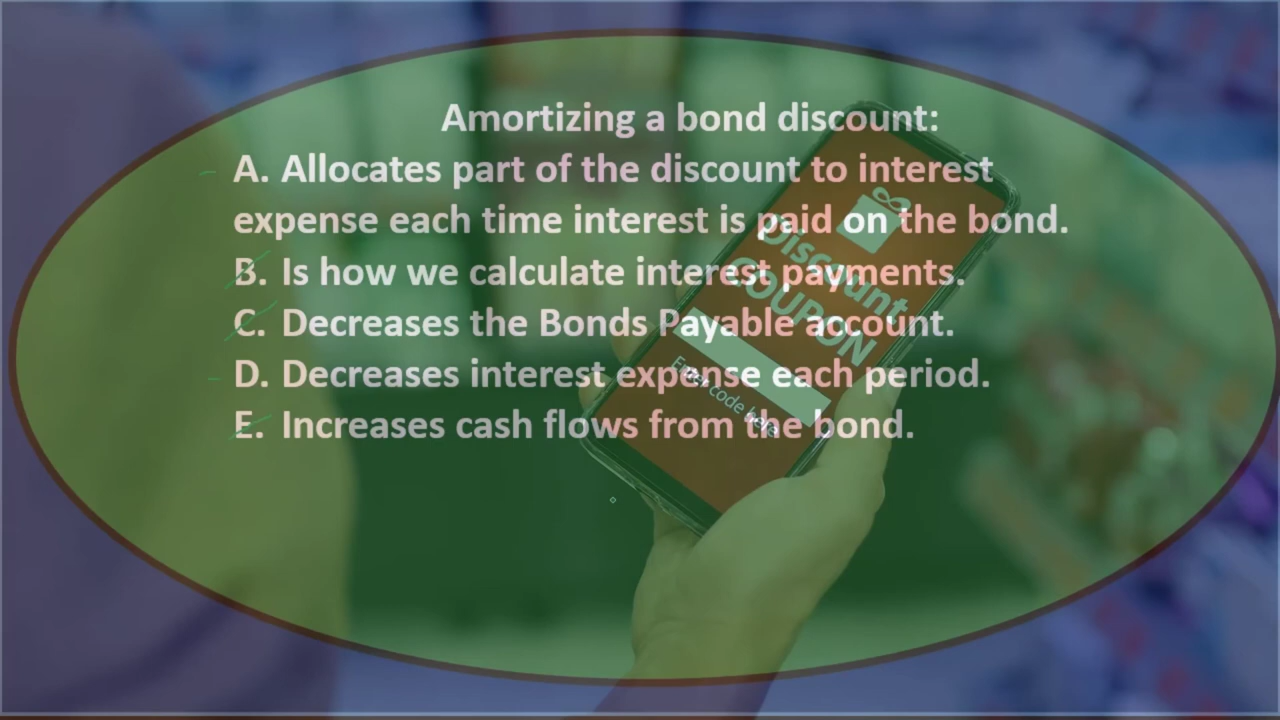 Amortizing a bond discount:
A. Allocates part of the discount to interest
expense each time interest is paid on the bond.
B. Is how we calculate interest payments.
C. Decreases the Bonds Payable account.
D. Decreases interest expense each period.
E. Increases cash flows from the bond.
Discount
COUPON
Enter code here